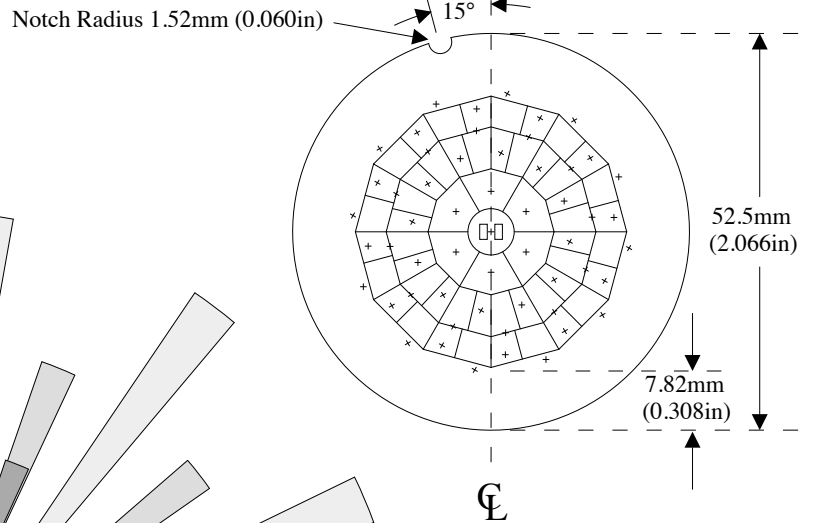 Notch Radius 1.52mm (0.060in)
15°
52.5mm
(2.066in)
7.82mm
(0.308in)
℄